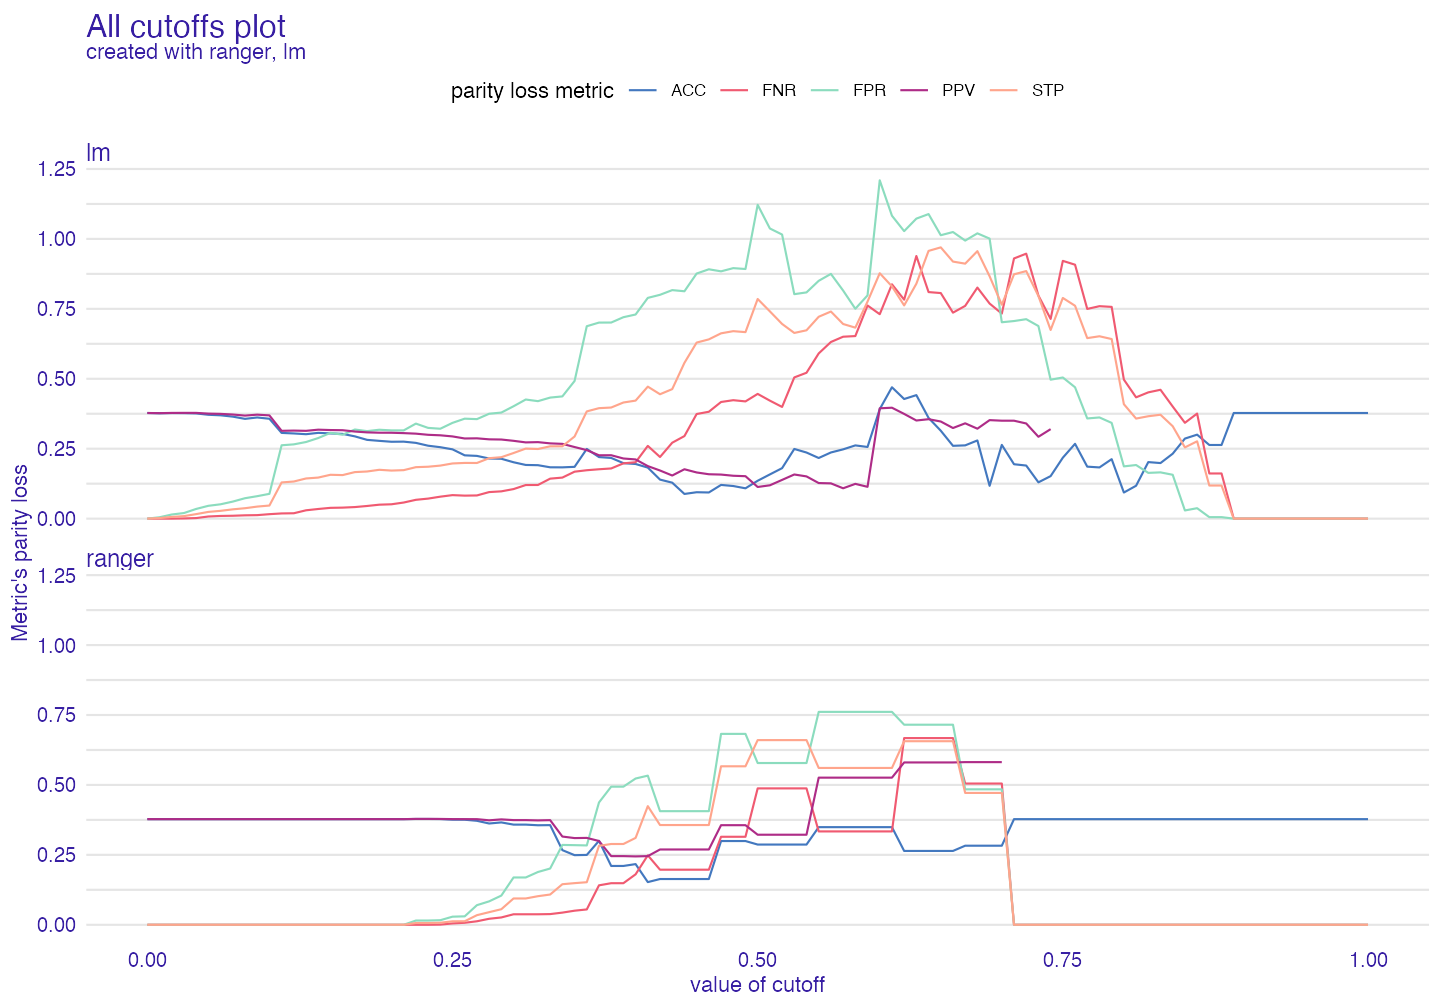 All cutoffs plot
created with ranger, lm
parity loss metric ACC FNR FPR PPV STP
lm
1.25
1.00
0.75
0.50
0.25
0.00
Metric's parity loss
ranger
1.25
1.00
0.75
0.50
0.25
0.00
0.00 0.25 0.50 0.75 1.00
value of cutoff